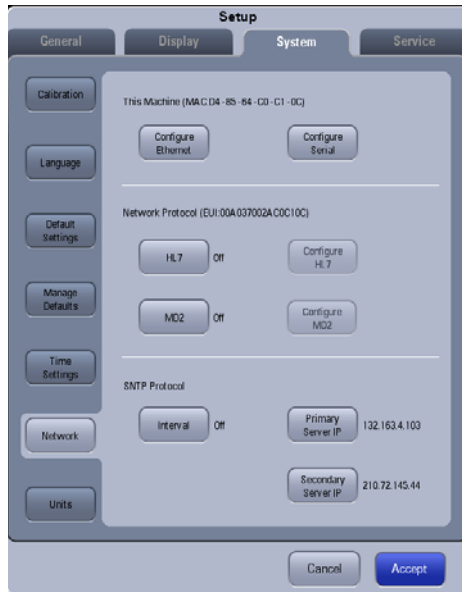 Setup
General
Display
System
Service
Calibration
Language
Default
Settings
Manage
Defaults
Time
Settings
Network
Units
This Machine (MAC D4-85-64-C0-C1-0C)
Configure
Ethernet
Configure
Serial
Network Protocol (EUI:00A037002AC0C10C)
HL7
Off
Configure
HL7
MD2
Off
Configure
MD2
SNTP Protocol
Interval
Off
Primary
Server IP
132.163.4.103
Secondary
Server IP
210.72.145.44
Cancel
Accept